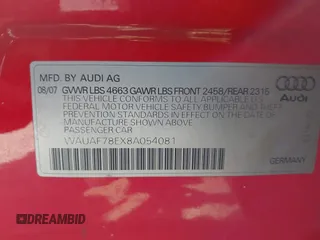 MFD. BY AUDI AG
08/07 GVWR LBS 4663 GAWR LBS FRONT 2458/REAR 2315
THIS VEHICLE CONFORMS TO ALL APPLICABLE
FEDERAL MOTOR VEHICLE SAFETY BUMPER AND THEFT
PREVENTION STANDARDS IN EFFECT ON THE DATE OF
MANUFACTURE SHOWN ABOVE
PASSENGER CAR
WAUAF78EX8A054081
Audi
GERMANY
DREAMBID